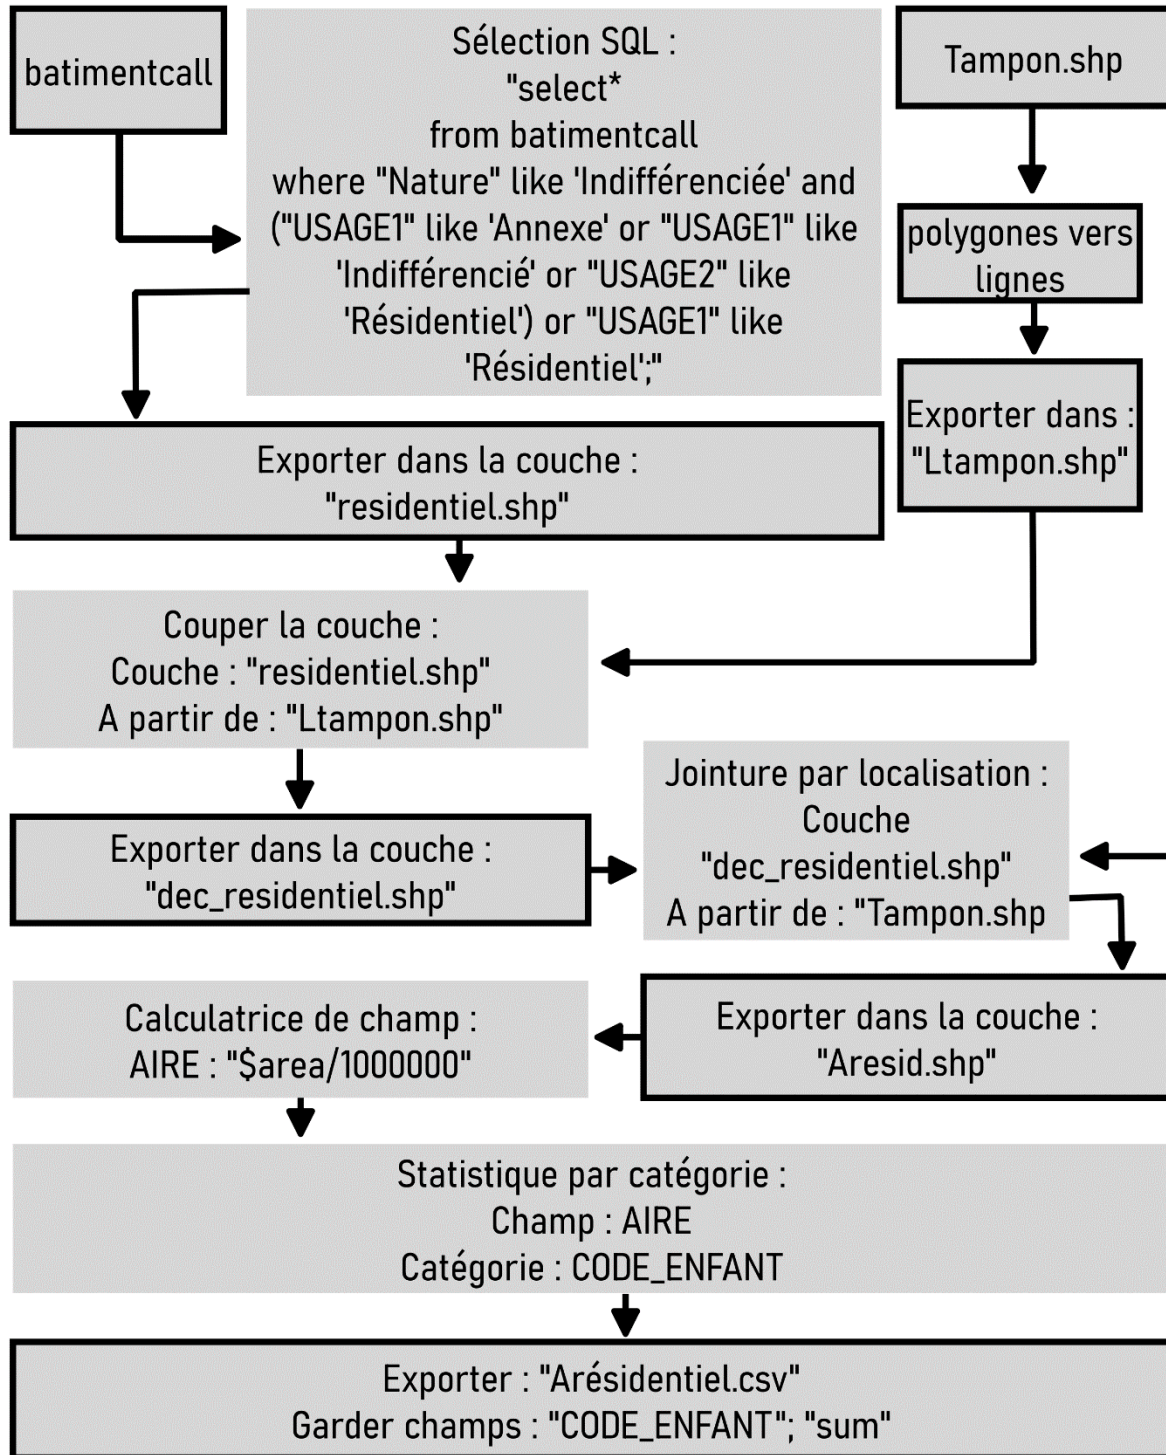 batimentcall
Sélection SQL :
"select*
from batimentcall
where "Nature" like 'Indifférenciée' and
("USAGE1" like 'Annexe' or "USAGE1" like
'Indifférencié' or "USAGE2" like
'Résidentiel') or "USAGE1" like
'Résidentiel';"
Tampon.shp
polygones vers
lignes
Exporter dans :
"Ltampon.shp"
Exporter dans la couche :
"residentiel.shp"
Couper la couche :
Couche : "residentiel.shp"
A partir de : "Ltampon.shp"
Exporter dans la couche :
"dec_residentiel.shp"
Jointure par localisation :
Couche
"dec_residentiel.shp"
A partir de : "Tampon.shp
Exporter dans la couche :
"Aresid.shp"
Calculatrice de champ :
AIRE : "$area/1000000"
Statistique par catégorie :
Champ : AIRE
Catégorie : CODE_ENFANT
Exporter : "Arésidentiel.csv"
Garder champs : "CODE_ENFANT"; "sum"